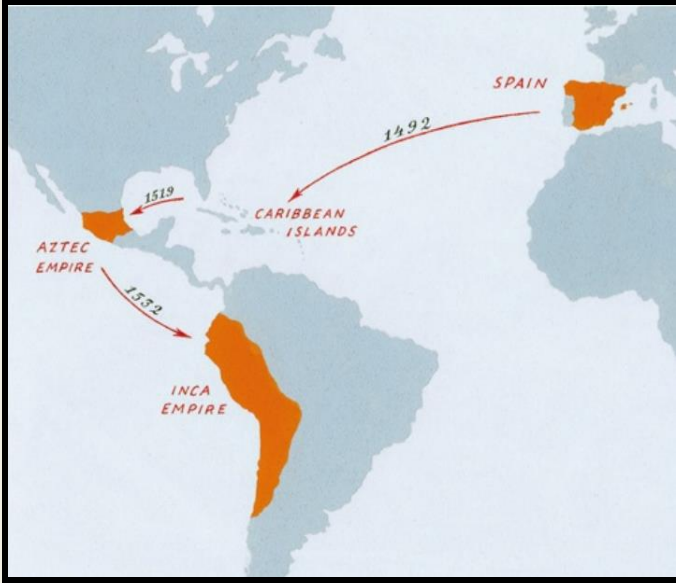 SPAIN
1492
1519
CARIBBEAN
ISLANDS
AZTEC
EMPIRE
1532
INCA
EMPIRE